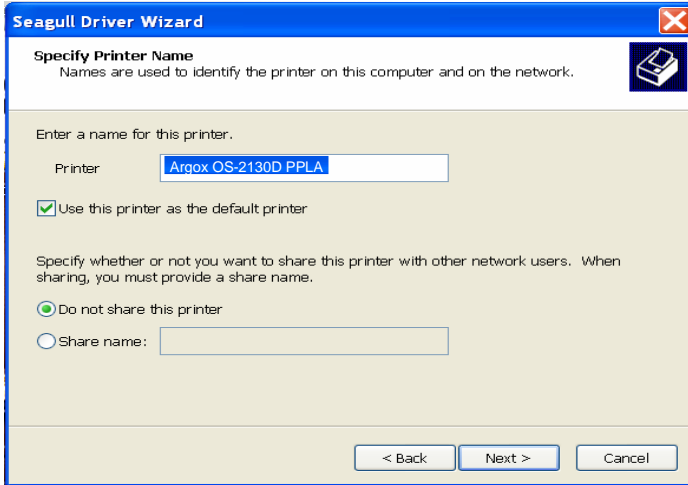 Seagull Driver Wizard
Specify Printer Name
Names are used to identify the printer on this computer and on the network.
Enter a name for this printer.
Printer
Argox OS-2130D PPLA
Use this printer as the default printer
Specify whether or not you want to share this printer with other network users. When
sharing, you must provide a share name.
Do not share this printer
Share name:
< Back
Next >
Cancel